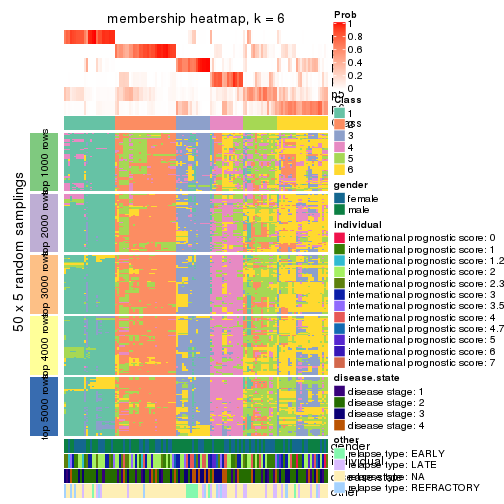 membership heatmap, k = 6
50 x 5 random samplings
top 1000 rows
top 2000 rows
top 3000 rows
top 4000 rows
top 5000 rows
Prob
1
0.8
0.6
0.4
0.2
0
Class
1
2
3
4
5
6
gender
female
male
individual
international prognostic score: 0
international prognostic score: 1
international prognostic score: 1.2
international prognostic score: 2
international prognostic score: 2.3
international prognostic score: 3
international prognostic score: 3.5
international prognostic score: 4
international prognostic score: 4.7
international prognostic score: 5
international prognostic score: 6
international prognostic score: 7
disease.state
disease stage: 1
disease stage: 2
disease stage: 3
disease stage: 4
other
relapse type: EARLY
relapse type: LATE
relapse type: NA
relapse type: REFRACTORY
gender
individual
disease.state
other